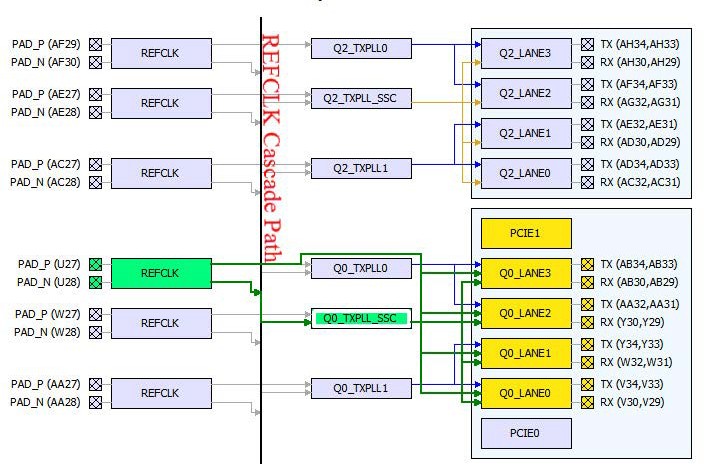 PAD_P (AF29)
PAD_N (AF30)
REFCLK
Q2_TXPLL0
Q2_LANE3
TX (AH34,AH33)
RX (AH30,AH29)
PAD_P (AE27)
PAD_N (AE28)
REFCLK
Q2_TXPLL_SSC
Q2_LANE2
TX (AF34,AF33)
RX (AG32,AG31)
Q2_LANE1
TX (AE32,AE31)
RX (AD30,AD29)
PAD_P (AC27)
PAD_N (AC28)
REFCLK
Q2_TXPLL1
Q2_LANE0
TX (AD34,AD33)
RX (AC32,AC31)
REFCLK Cascade Path
PCIE1
PAD_P (U27)
PAD_N (U28)
REFCLK
Q0_TXPLL0
Q0_LANE3
TX (AB34,AB33)
RX (AB30,AB29)
PAD_P (W27)
PAD_N (W28)
REFCLK
Q0_TXPLL_SSC
Q0_LANE2
TX (AA32,AA31)
RX (Y30,Y29)
Q0_LANE1
TX (Y34,Y33)
RX (W32,W31)
PAD_P (AA27)
PAD_N (AA28)
REFCLK
Q0_TXPLL1
Q0_LANE0
TX (V34,V33)
RX (V30,V29)
PCIE0